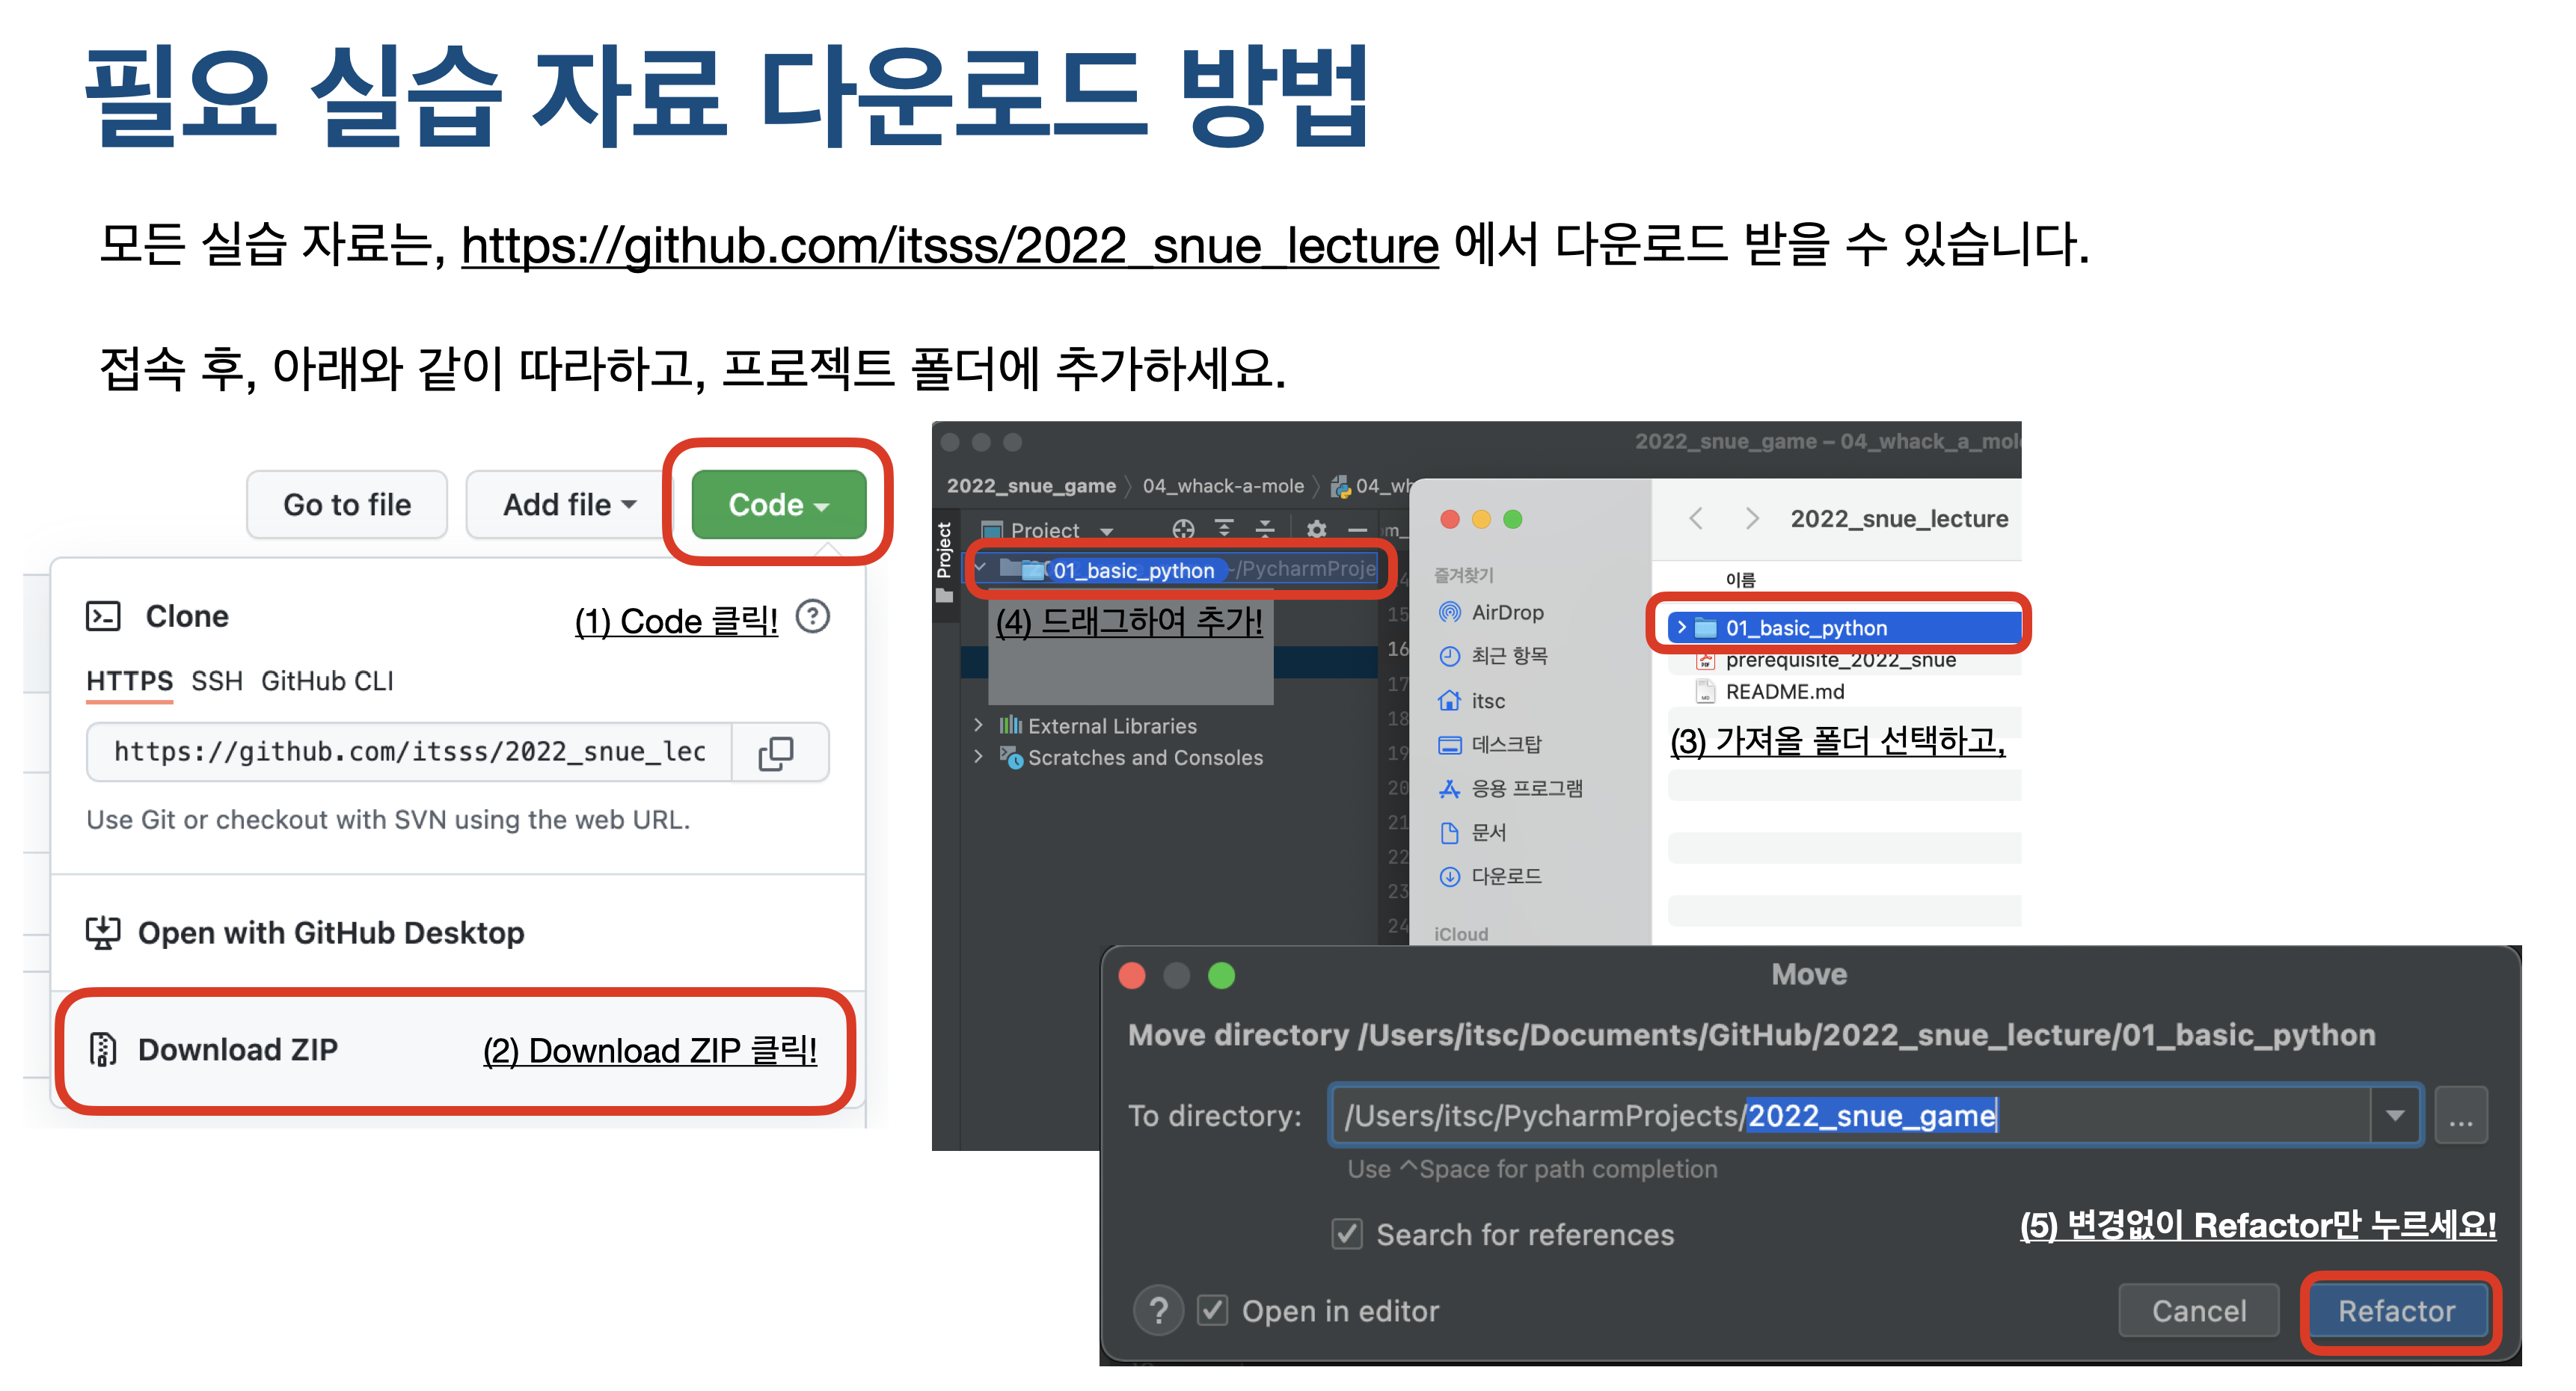 필요 실습 자료 다운로드 방법
모든 실습 자료는, https://github.com/itsss/2022_snue_lecture 에서 다운로드 받을 수 있습니다.
접속 후, 아래와 같이 따라하고, 프로젝트 폴더에 추가하세요.
Go to file
Add file
Code
Clone
(1) Code 클릭!
HTTPS SSH GitHub CLI
https://github.com/itsss/2022_snue_lec
Use Git or checkout with SVN using the web URL.
Open with GitHub Desktop
Download ZIP
(2) Download ZIP 클릭!
2022_snue_game – 04_whack_a_mol
2022_snue_game 〉 04_whack-a-mole 〉 04_wh
Project
Project
01_basic_python
~/PycharmProje
(4) 드래그하여 추가!
External Libraries
Scratches and Consoles
15
16
17
18
19
20
21
22
23
24
즐겨찾기
AirDrop
최근 항목
itsc
데스크탑
응용 프로그램
문서
다운로드
iCloud
2022_snue_lecture
이름
01_basic_python
prerequisite_2022_snue
README.md
(3) 가져올 폴더 선택하고,
Move
Move directory /Users/itsc/Documents/GitHub/2022_snue_lecture/01_basic_python
To directory:
/Users/itsc/PycharmProjects/2022_snue_game
...
Use ^Space for path completion
Search for references
(5) 변경없이 Refactor만 누르세요!
?
Open in editor
Cancel
Refactor